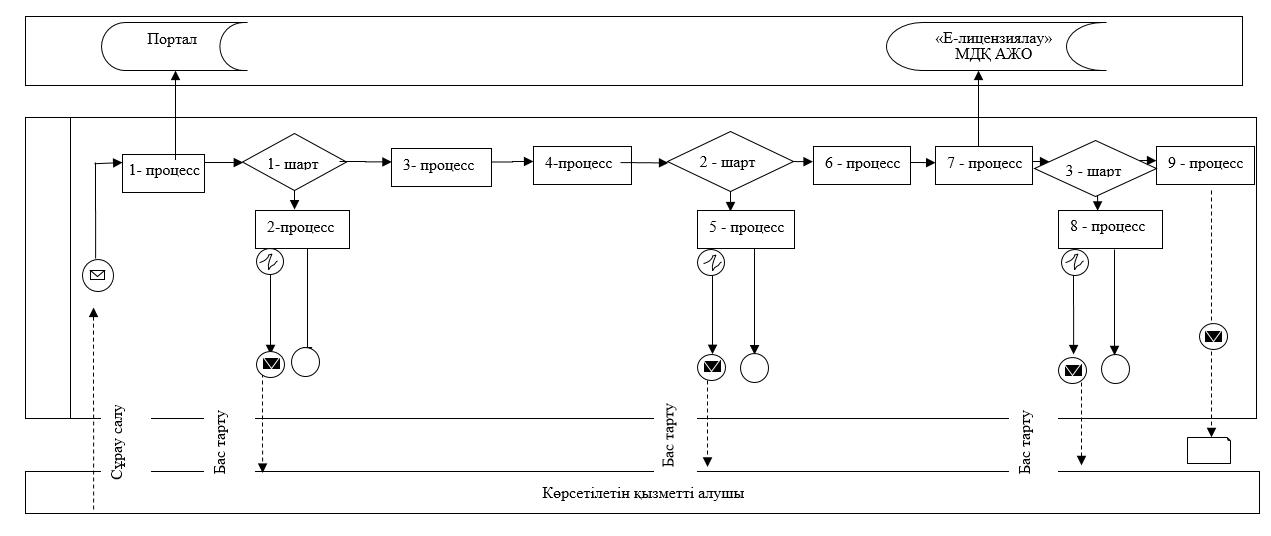 Портал
«Е-лицензиялау»
МДҚ АЖО
1- процесс
1- шарт
3- процесс
4-процесс
2 - шарт
6 - процесс
7 - процесс
3 - шарт
9 - процесс
2-процесс
5 - процесс
8 - процесс
Сұрау салу
Бас тарту
Бас тарту
Бас тарту
Көрсетілетін қызметті алушы